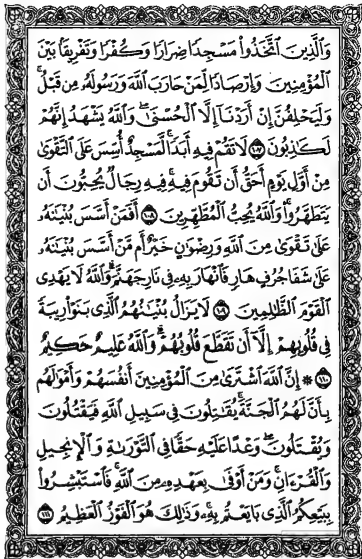 وَالَّذِينَ اتَّخَذُوا مَسْجِدًا ضِرَارًا وَكُفْرًا وَتَفْرِيقًا بَيْنَ
الْمُؤْمِنِينَ وَإِرْصَادًا لِمَنْ حَارَبَ اللَّهَ وَرَسُولَهُ مِن قَبْلُ
وَلَيَحْلِفُنَّ إِنْ أَرَدْنَا إِلَّا الْحُسْنَىٰ وَاللَّهُ يَشْهَدُ إِنَّهُمْ
لَكَاذِبُونَ ١٠٧ لَا تَقُمْ فِيهِ أَبَدًا لَّمَسْجِدٌ أُسِّسَ عَلَى التَّقْوَىٰ
مِنْ أَوَّلِ يَوْمٍ أَحَقُّ أَن تَقُومَ فِيهِ فِيهِ رِجَالٌ يُحِبُّونَ أَن
يَتَطَهَّرُوا وَاللَّهُ يُحِبُّ الْمُطَّهِّرِينَ ١٠٨ أَفَمَنْ أَسَّسَ بُنْيَانَهُ
عَلَىٰ تَقْوَىٰ مِنَ اللَّهِ وَرِضْوَانٍ خَيْرٌ أَم مَّنْ أَسَّسَ بُنْيَانَهُ
عَلَىٰ شَفَا جُرُفٍ هَارٍ فَانْهَارَ بِهِ فِي نَارِ جَهَنَّمَ وَاللَّهُ لَا يَهْدِي
الْقَوْمَ الظَّالِمِينَ ١٠٩ لَا يَزَالُ بُنْيَانُهُمُ الَّذِي بَنَوْا رِيبَةً
فِي قُلُوبِهِمْ إِلَّا أَن تَقَطَّعَ قُلُوبُهُمْ وَاللَّهُ عَلِيمٌ حَكِيمٌ
١١٠ ۞ إِنَّ اللَّهَ اشْتَرَىٰ مِنَ الْمُؤْمِنِينَ أَنفُسَهُمْ وَأَمْوَالَهُم
بِأَنَّ لَهُمُ الْجَنَّةَ يُقَاتِلُونَ فِي سَبِيلِ اللَّهِ فَيَقْتُلُونَ
وَيُقْتَلُونَ وَعْدًا عَلَيْهِ حَقًّا فِي التَّوْرَاةِ وَالْإِنجِيلِ
وَالْقُرْآنِ وَمَنْ أَوْفَىٰ بِعَهْدِهِ مِنَ اللَّهِ فَاسْتَبْشِرُوا
بِبَيْعِكُمُ الَّذِي بَايَعْتُم بِهِ وَذَٰلِكَ هُوَ الْفَوْزُ الْعَظِيمُ ١١١